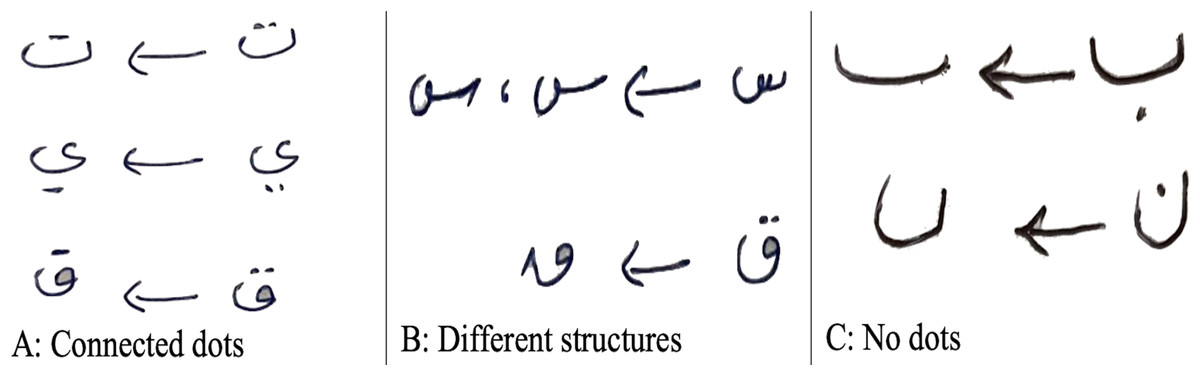 ت ← ت
ي ← ي
ق ← ق
A: Connected dots
س ← س ، س
ق ← ٯ
B: Different structures
ب ← ٮ
ن ← ں
C: No dots